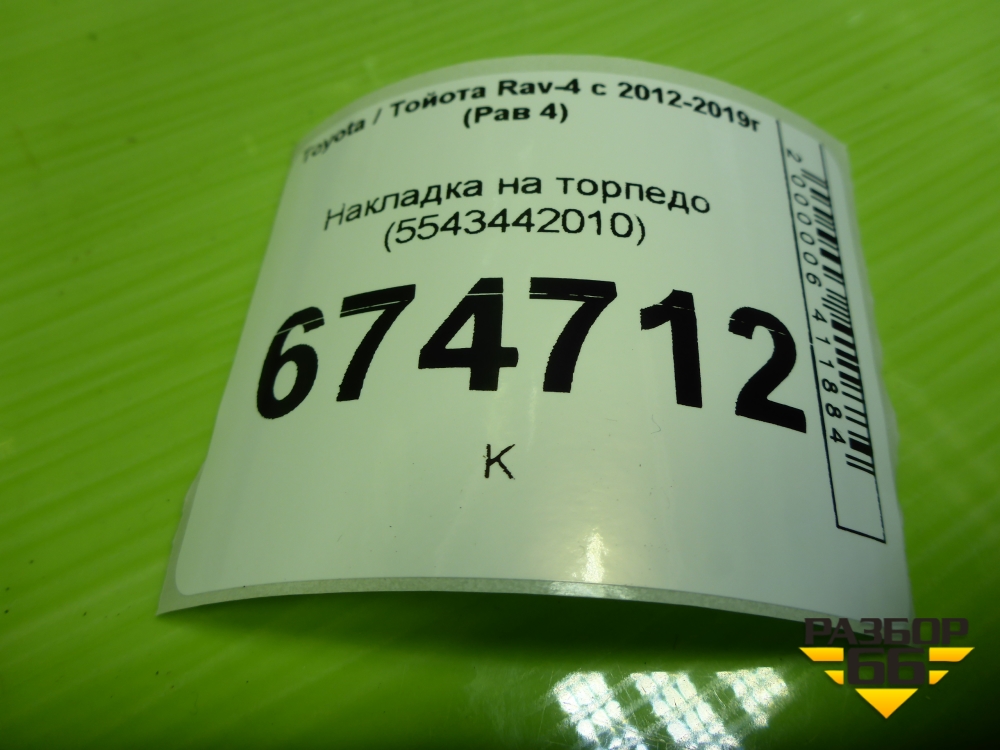 Toyota / Тойота Rav-4 с 2012-2019г
(Рав 4)
Накладка на торпедо
(5543442010)
674712
К
2000006411884
РАЗБОР
66